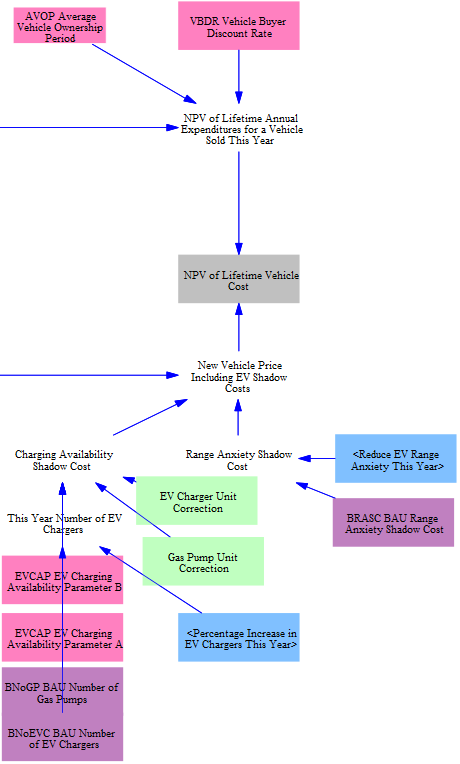 AVOP Average
Vehicle Ownership
Period
VBDR Vehicle Buyer
Discount Rate
NPV of Lifetime Annual
Expenditures for a Vehicle
Sold This Year
NPV of Lifetime Vehicle
Cost
New Vehicle Price
Including EV Shadow
Costs
Charging Availability
Shadow Cost
Range Anxiety Shadow
Cost
<Reduce EV Range
Anxiety This Year>
EV Charger Unit
Correction
BRASC BAU Range
Anxiety Shadow Cost
This Year Number of EV
Chargers
Gas Pump Unit
Correction
EVCAP EV Charging
Availability Parameter B
EVCAP EV Charging
Availability Parameter A
<Percentage Increase in
EV Chargers This Year>
BNoGP BAU Number of
Gas Pumps
BNoEVC BAU Number
of EV Chargers